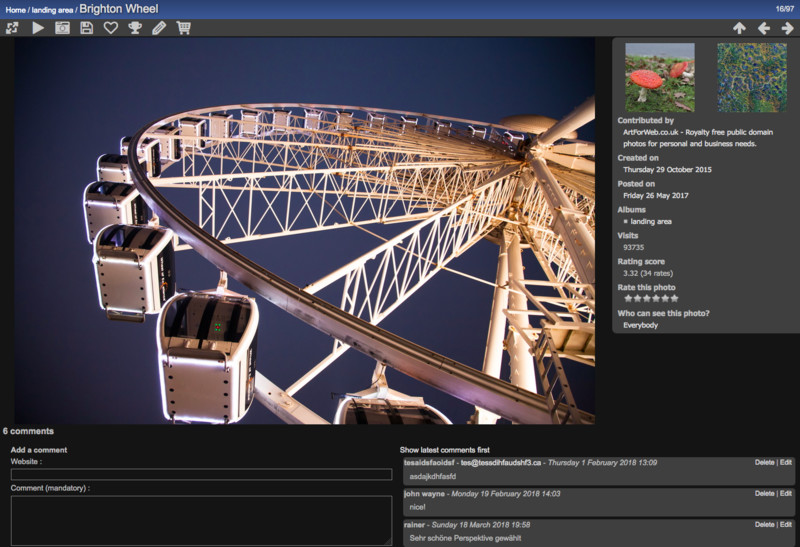 Home / landing area / Brighton Wheel
16/97
Contributed by
ArtForWeb.co.uk - Royalty free public domain
photos for personal and business needs.
Created on
Thursday 29 October 2015
Posted on
Friday 26 May 2017
Albums
landing area
Visits
93735
Rating score
3.32 (34 rates)
Rate this photo
Who can see this photo?
Everybody
6 comments
Add a comment
Website :
Comment (mandatory) :
Show latest comments first
tesaidsfaoidsf - tes@tessdihfaudshf3.ca - Thursday 1 February 2018 13:09
Delete | Edit
asdajkdhfasfd
john wayne - Monday 19 February 2018 14:03
Delete | Edit
nice!
rainer - Sunday 18 March 2018 19:58
Delete | Edit
Sehr schöne Perspektive gewählt